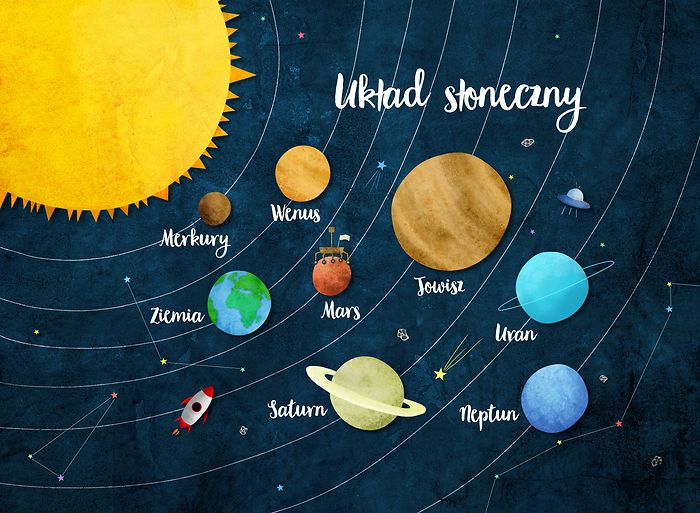 Układ słoneczny
Wenus
Merkury
Ziemia
Mars
Jowisz
Uran
Saturn
Neptun